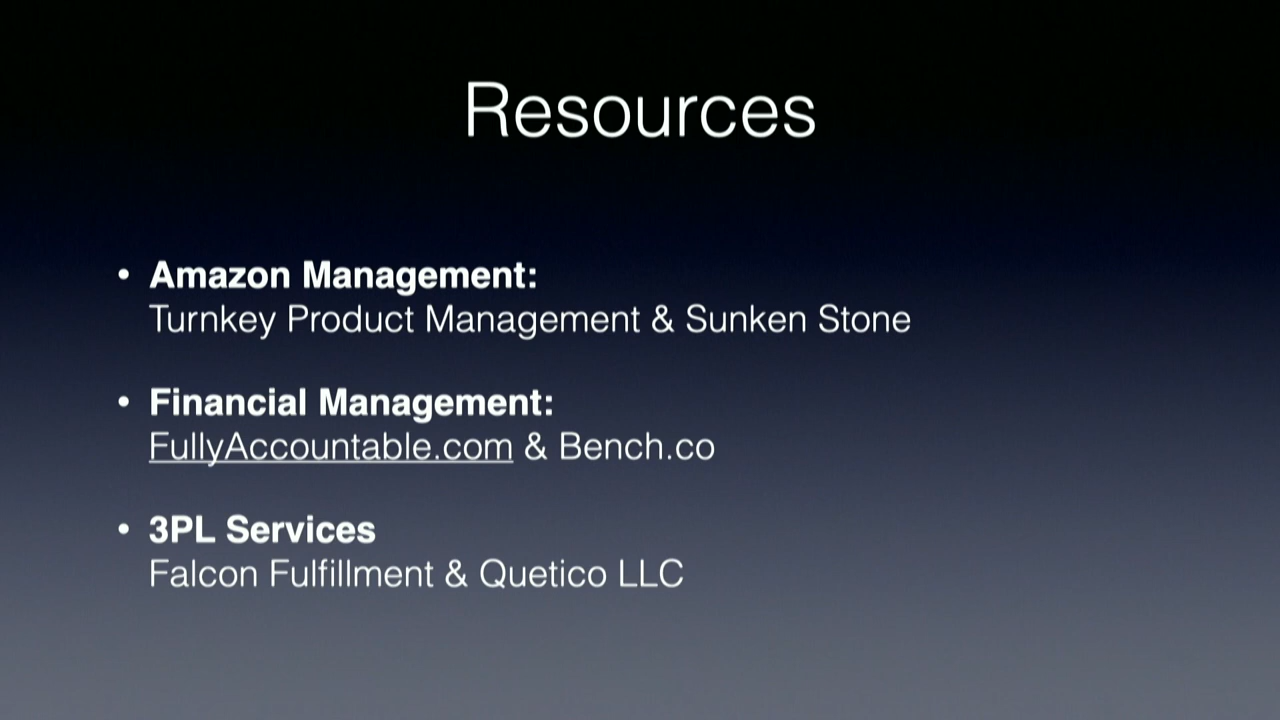 Resources
• Amazon Management:
Turnkey Product Management & Sunken Stone
• Financial Management:
FullyAccountable.com & Bench.co
• 3PL Services
Falcon Fulfillment & Quetico LLC